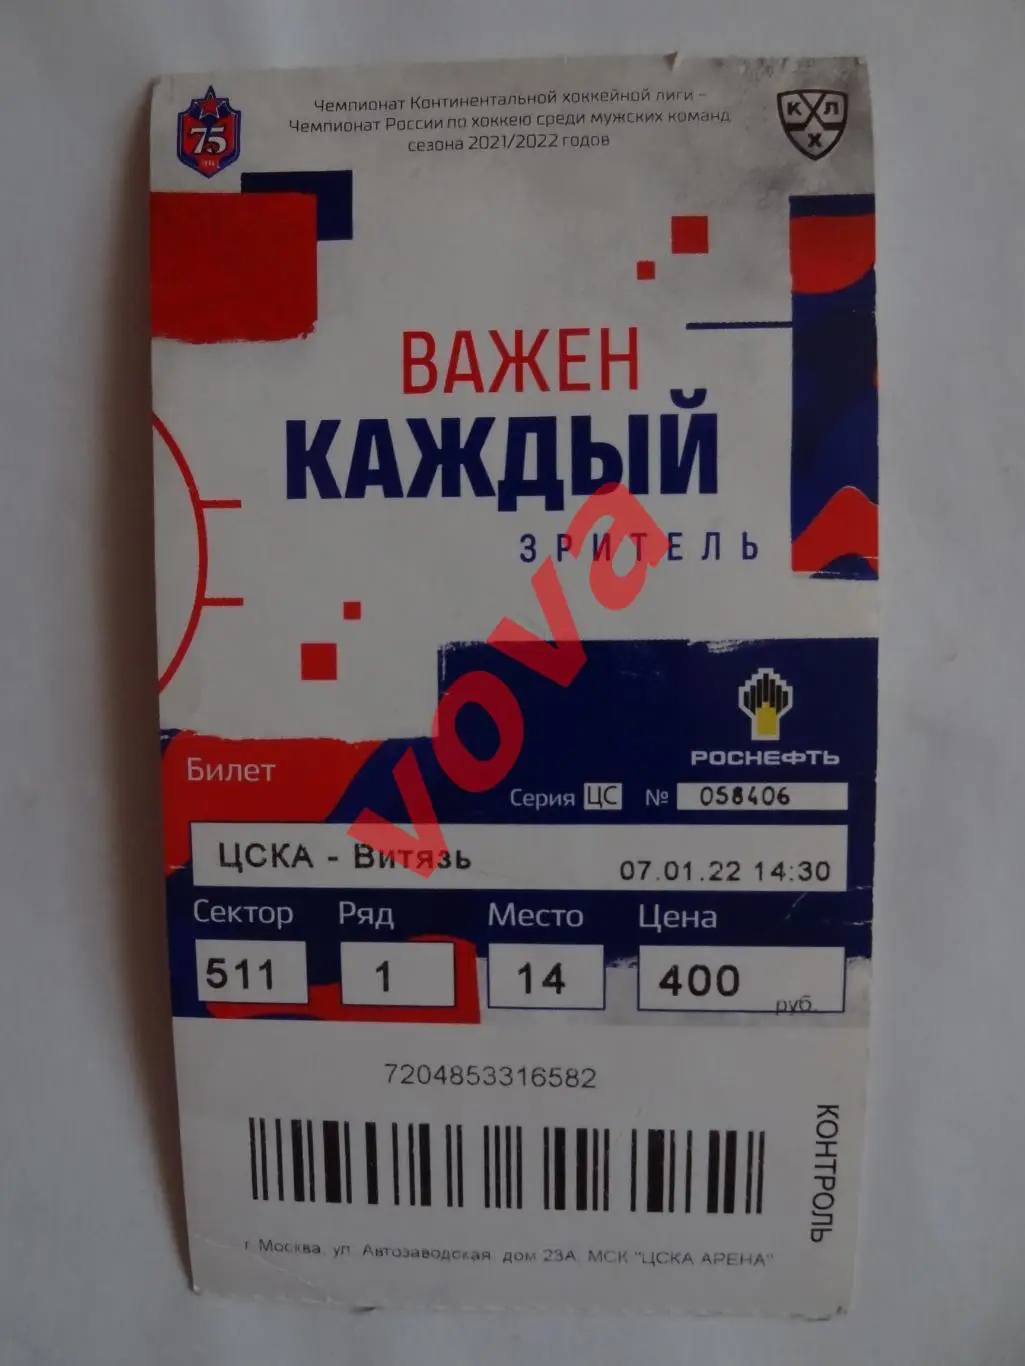 Чемпионат Континентальной хоккейной лиги –
Чемпионат России по хоккею среди мужских команд
сезона 2021/2022 годов
75
К Л
Х
ВАЖЕН
КАЖДЫЙ
ЗРИТЕЛЬ
vova
РОСНЕФТЬ
Билет
Серия ЦС № 058406
ЦСКА - Витязь 07.01.22 14:30
Сектор Ряд Место Цена
511 1 14 400 руб.
7204853316582
КОНТРОЛЬ
г. Москва, ул. Автозаводская, дом 23А, МСК "ЦСКА АРЕНА"